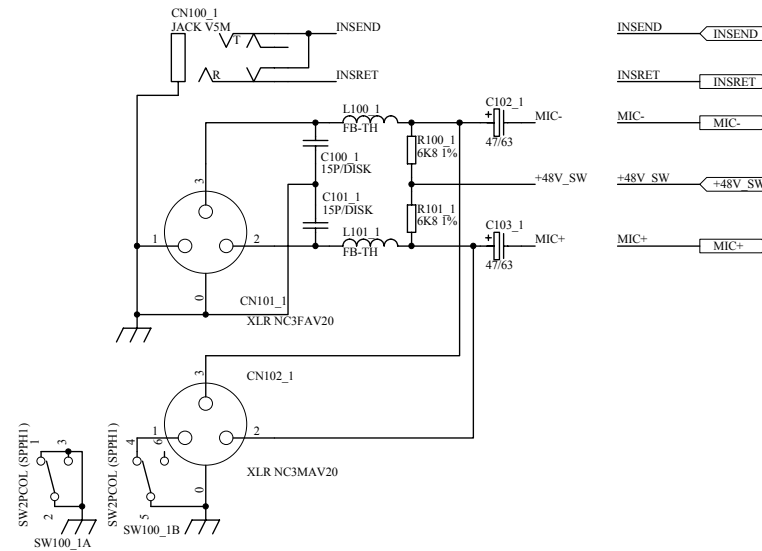 CN100_1
JACK V5M
T
R
INSEND
INSRET
INSEND
INSEND
INSRET
INSRET
L100_1
FB-TH
C102_1
+
47/63
MIC-
MIC-
MIC-
C100_1
15P/DISK
R100_1
6K8 1%
+48V_SW
+48V_SW
+48V_SW
C101_1
15P/DISK
R101_1
6K8 1%
L101_1
FB-TH
C103_1
+
47/63
MIC+
MIC+
MIC+
3
1
2
0
CN101_1
XLR NC3FAV20
3
CN102_1
1
2
0
XLR NC3MAV20
SW2PCOL (SPPH1)
1
3
2
SW100_1A
SW2PCOL (SPPH1)
4
6
5
SW100_1B